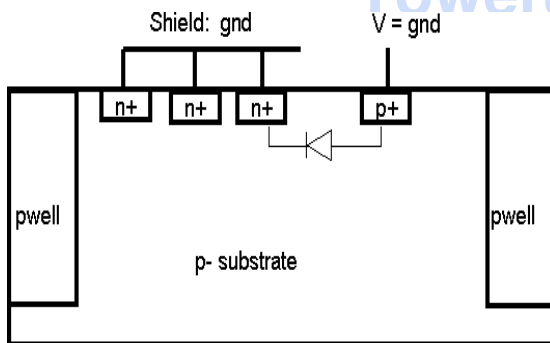 Shield: gnd
V = gnd
n+
n+
n+
p+
pwell
pwell
p- substrate